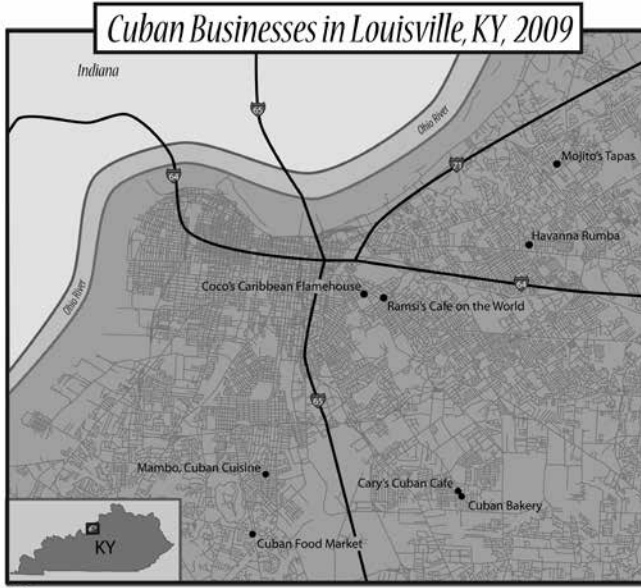 Cuban Businesses in Louisville, KY, 2009
Indiana
65
Ohio River
71
Mojito's Tapas
64
Havanna Rumba
64
Coco's Caribbean Flamehouse
Ramsi's Cafe on the World
Ohio River
65
Mambo, Cuban Cuisine
Cary's Cuban Cafe
Cuban Bakery
KY
Cuban Food Market